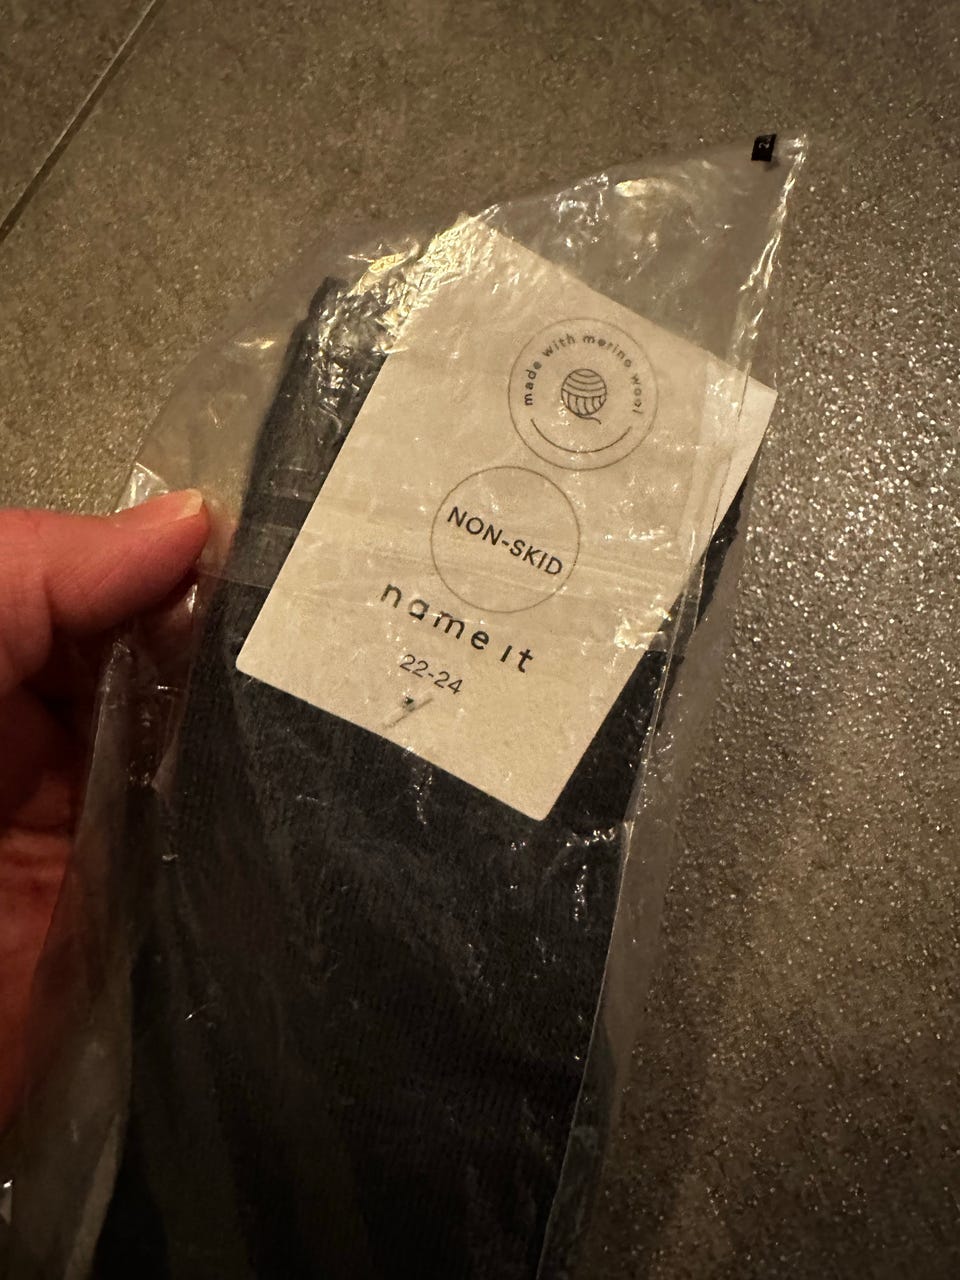 made with merino wool
NON-SKID
name it
22-24